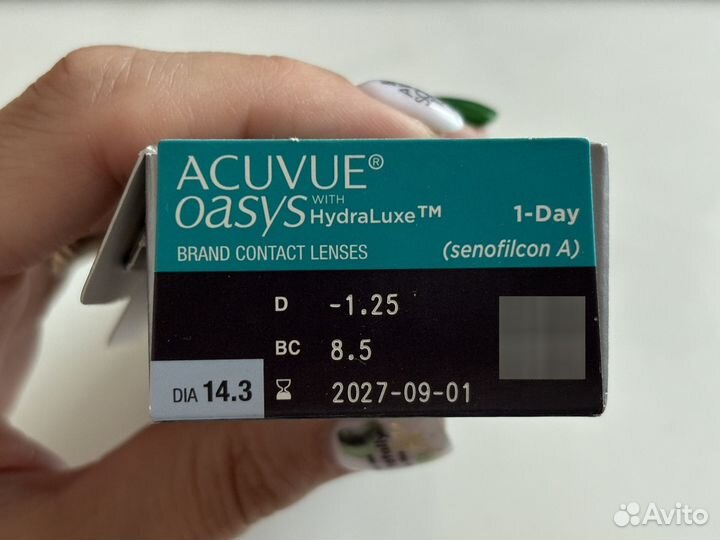 ACUVUE®
OASYS WITH HydraLuxe™ 1-Day
BRAND CONTACT LENSES (senofilcon A)
D -1.25
BC 8.5
DIA 14.3 2027-09-01
Avito